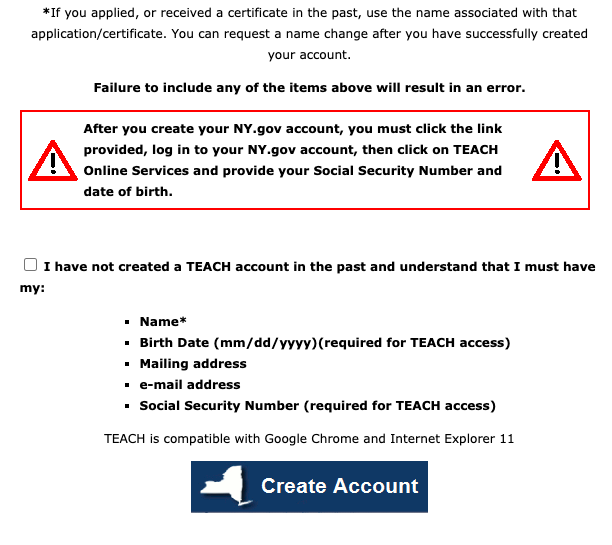 *If you applied, or received a certificate in the past, use the name associated with that
application/certificate. You can request a name change after you have successfully created
your account.
Failure to include any of the items above will result in an error.
After you create your NY.gov account, you must click the link
provided, log in to your NY.gov account, then click on TEACH
Online Services and provide your Social Security Number and
date of birth.
I have not created a TEACH account in the past and understand that I must have
my:
Name*
Birth Date (mm/dd/yyyy)(required for TEACH access)
Mailing address
e-mail address
Social Security Number (required for TEACH access)
TEACH is compatible with Google Chrome and Internet Explorer 11
Create Account